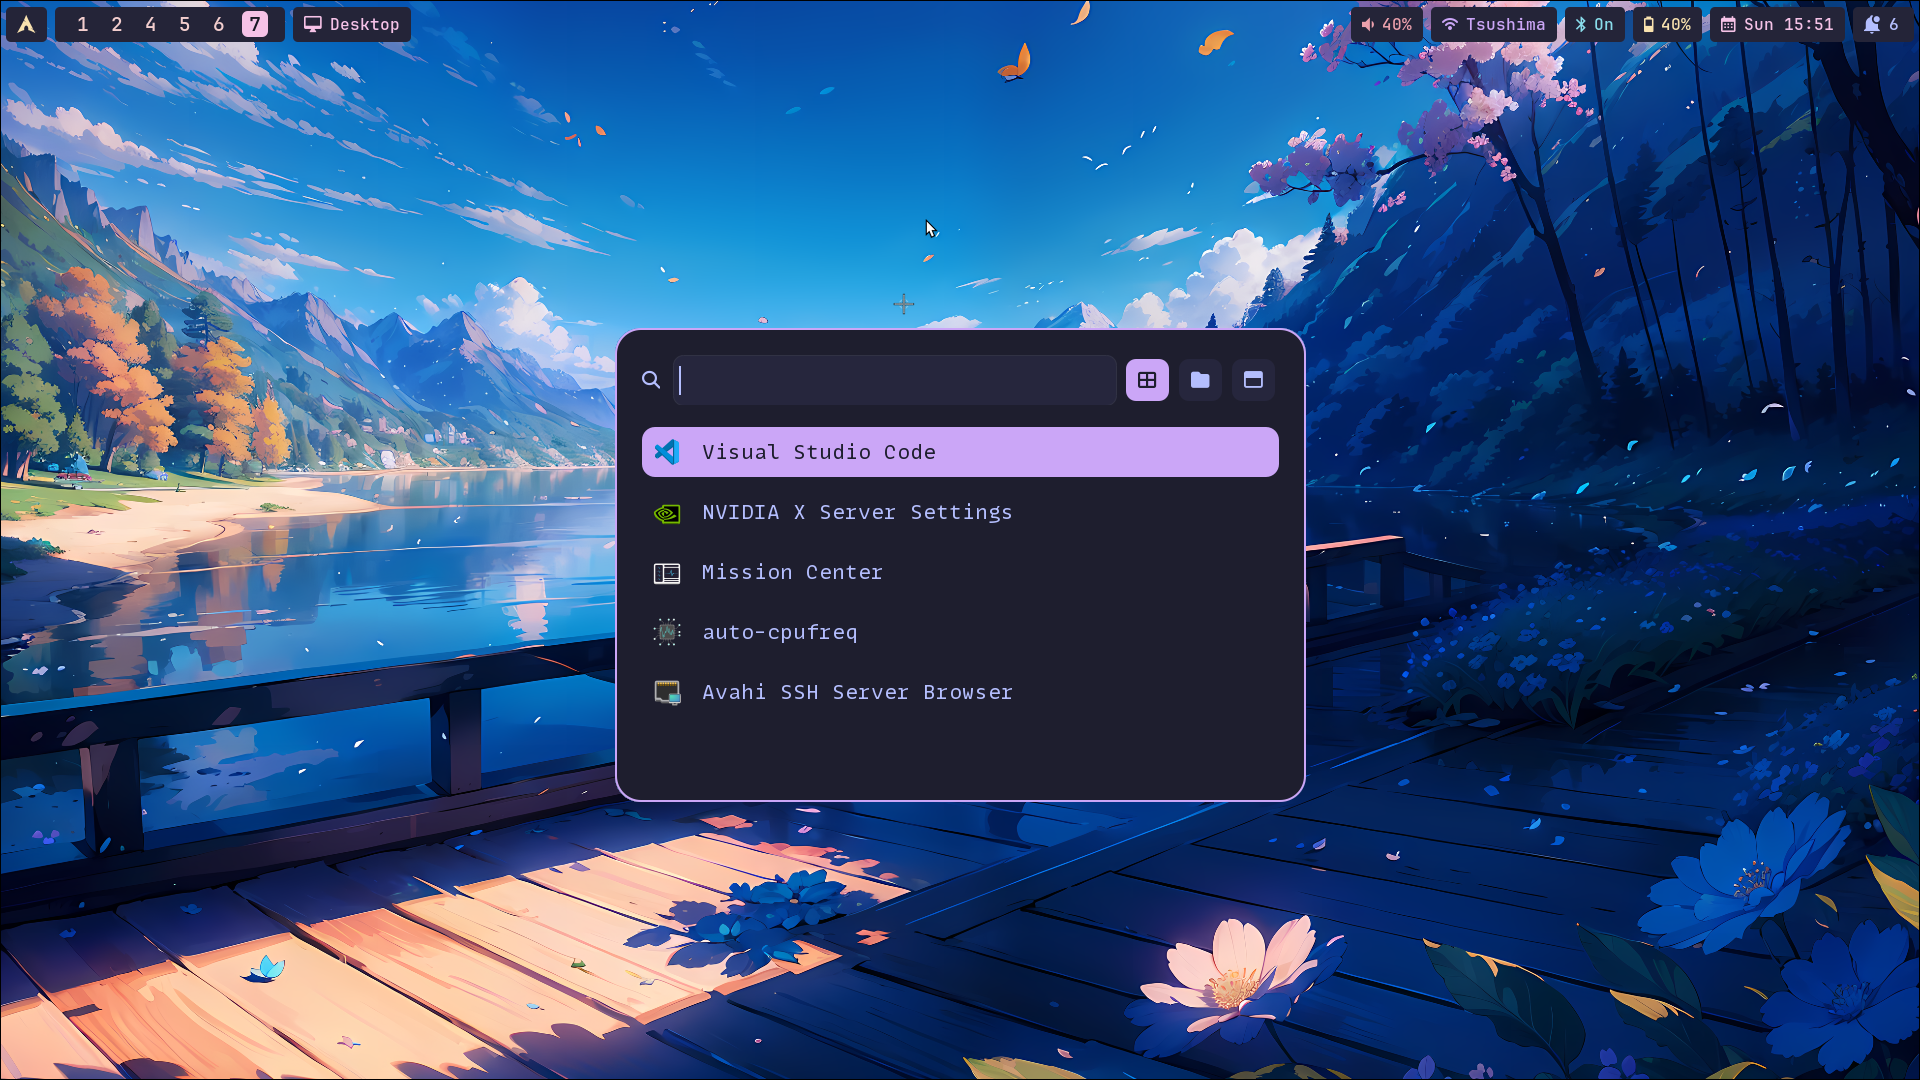 1 2 4 5 6 7 Desktop 40% Tsushima On 40% Sun 15:51 6
Visual Studio Code
NVIDIA X Server Settings
Mission Center
auto-cpufreq
Avahi SSH Server Browser